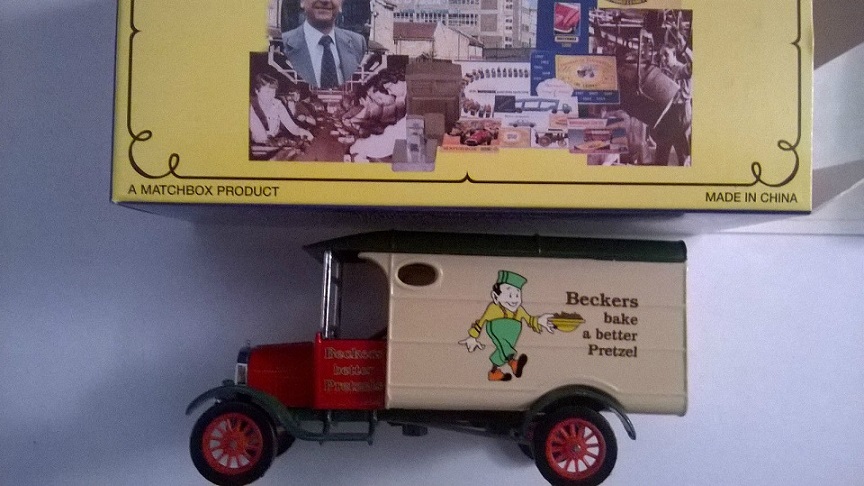 A MATCHBOX PRODUCT
MADE IN CHINA
Beckers
bake
a better
Pretzel
Beckers
better
Pretzels